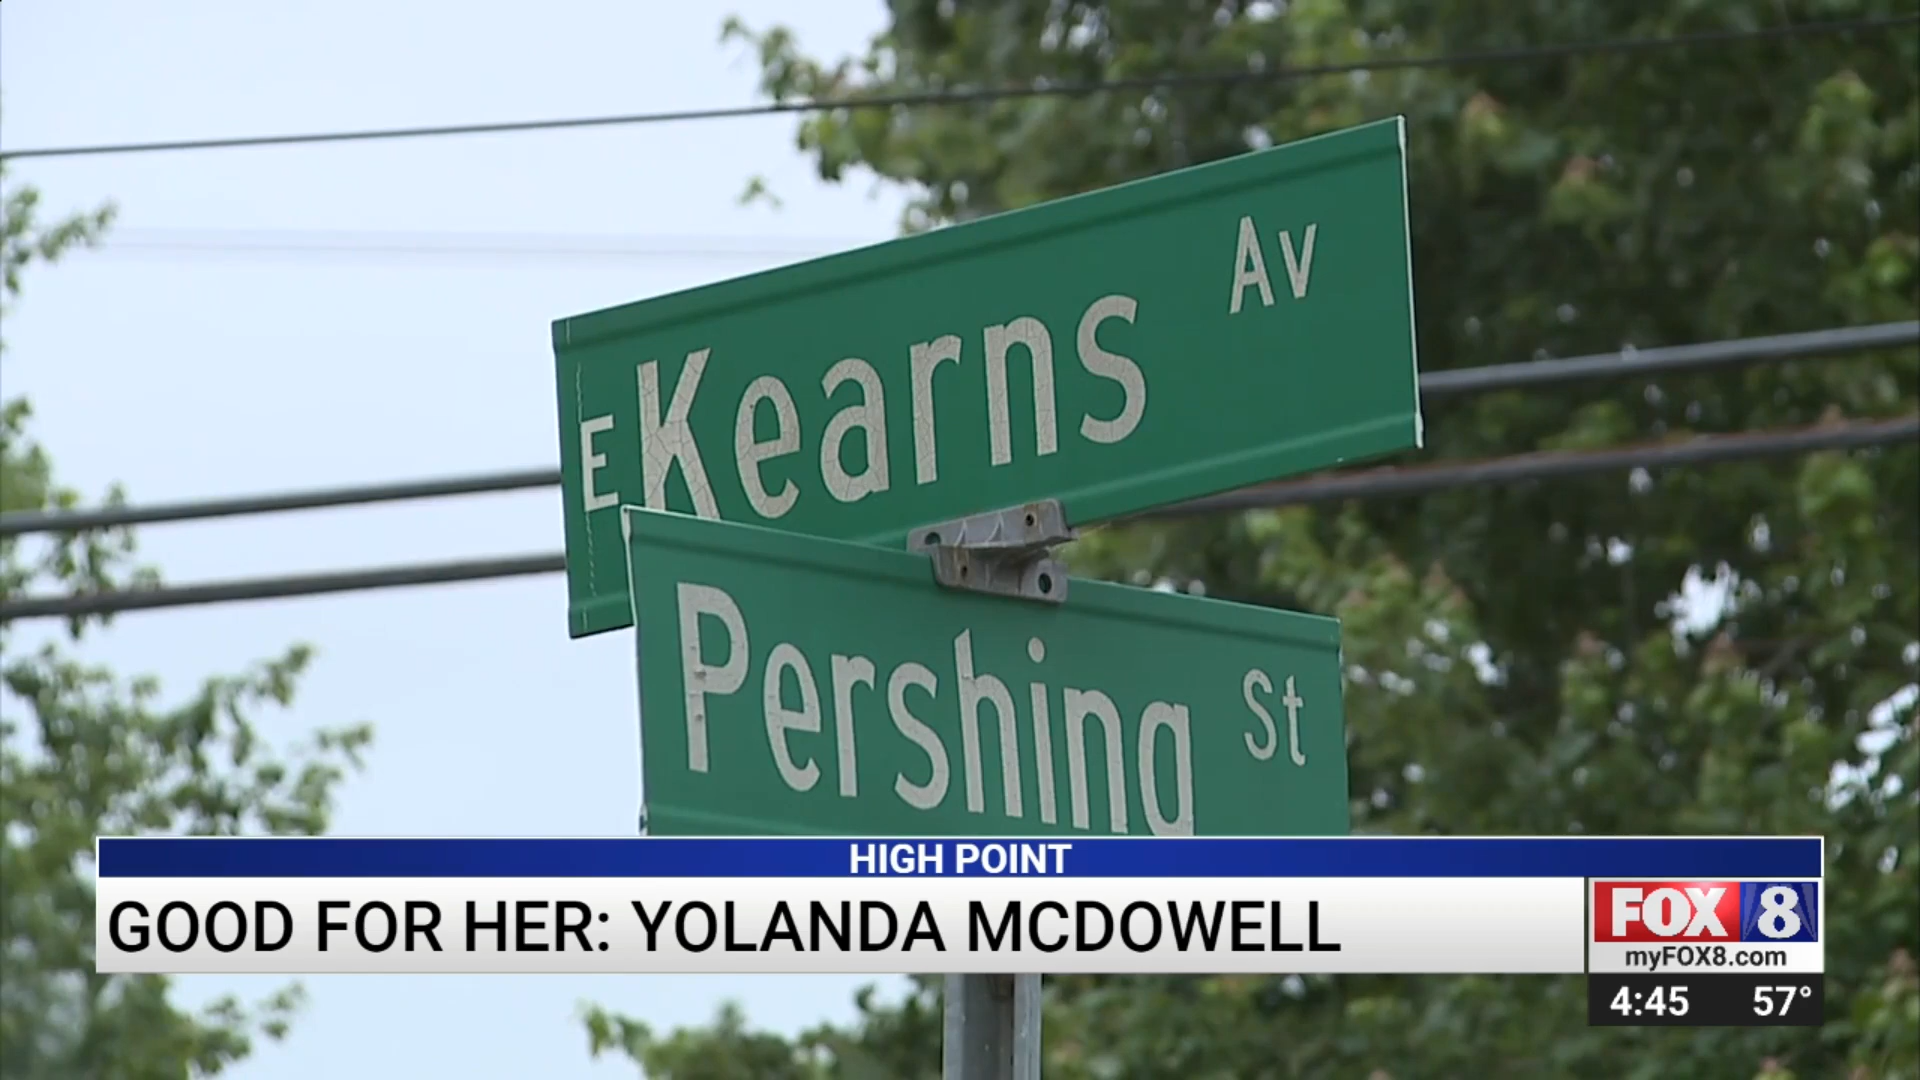 E Kearns Av
Pershing St
HIGH POINT
GOOD FOR HER: YOLANDA MCDOWELL
FOX 8
myFOX8.com
4:45 57°